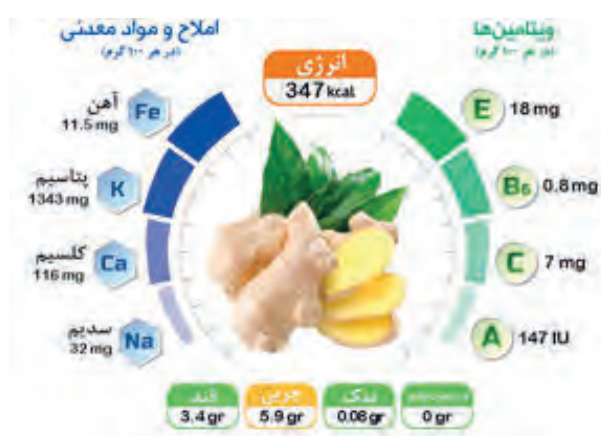 املاح و مواد معدنی
(در هر ۱۰۰ گرم)
ویتامین‌ها
(در هر ۱۰۰ گرم)
انرژی
347 kcal
آهن
11.5 mg
Fe
پتاسیم
1343 mg
K
کلسیم
116 mg
Ca
سدیم
32 mg
Na
E
18 mg
B6
0.8 mg
C
7 mg
A
147 IU
قند
3.4 gr
چربی
5.9 gr
نمک
0.08 gr
0 gr